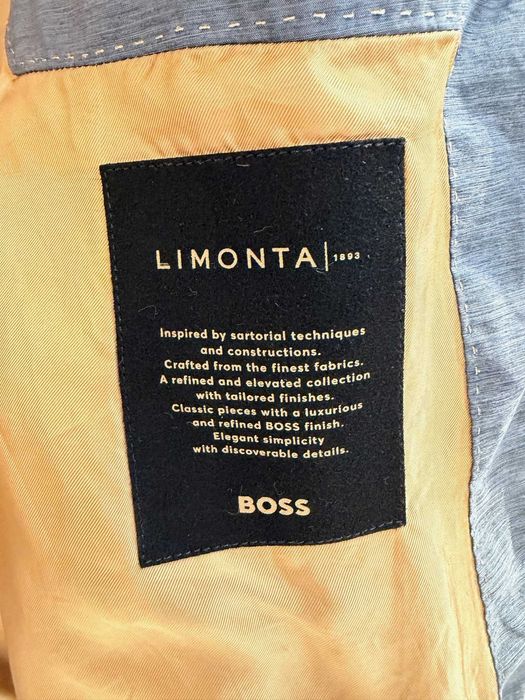 LIMONTA | 1893
Inspired by sartorial techniques
and constructions.
Crafted from the finest fabrics.
A refined and elevated collection
with tailored finishes.
Classic pieces with a luxurious
and refined BOSS finish.
Elegant simplicity
with discoverable details.
BOSS